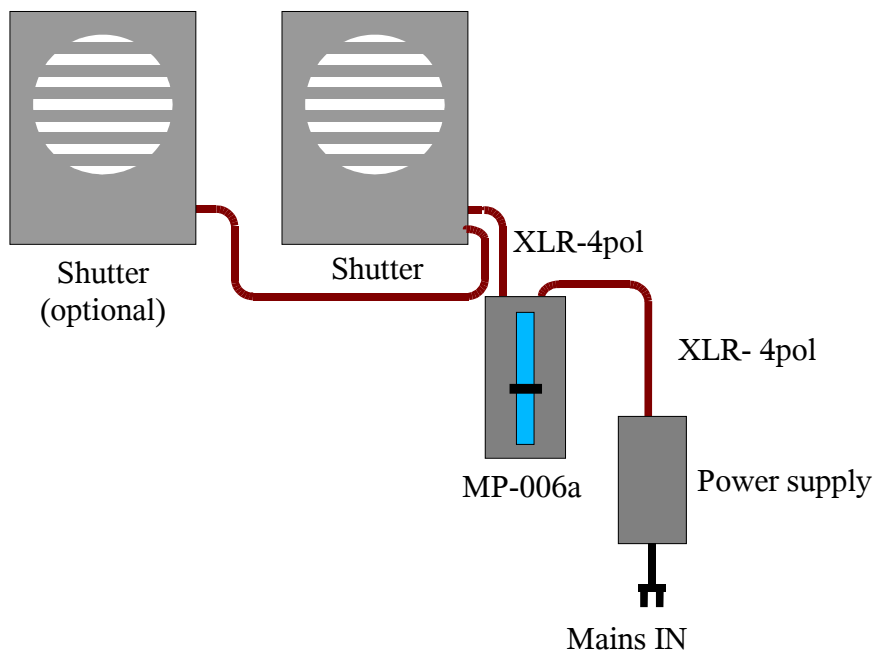 Shutter
(optional)
Shutter
XLR-4pol
XLR- 4pol
MP-006a
Power supply
Mains IN